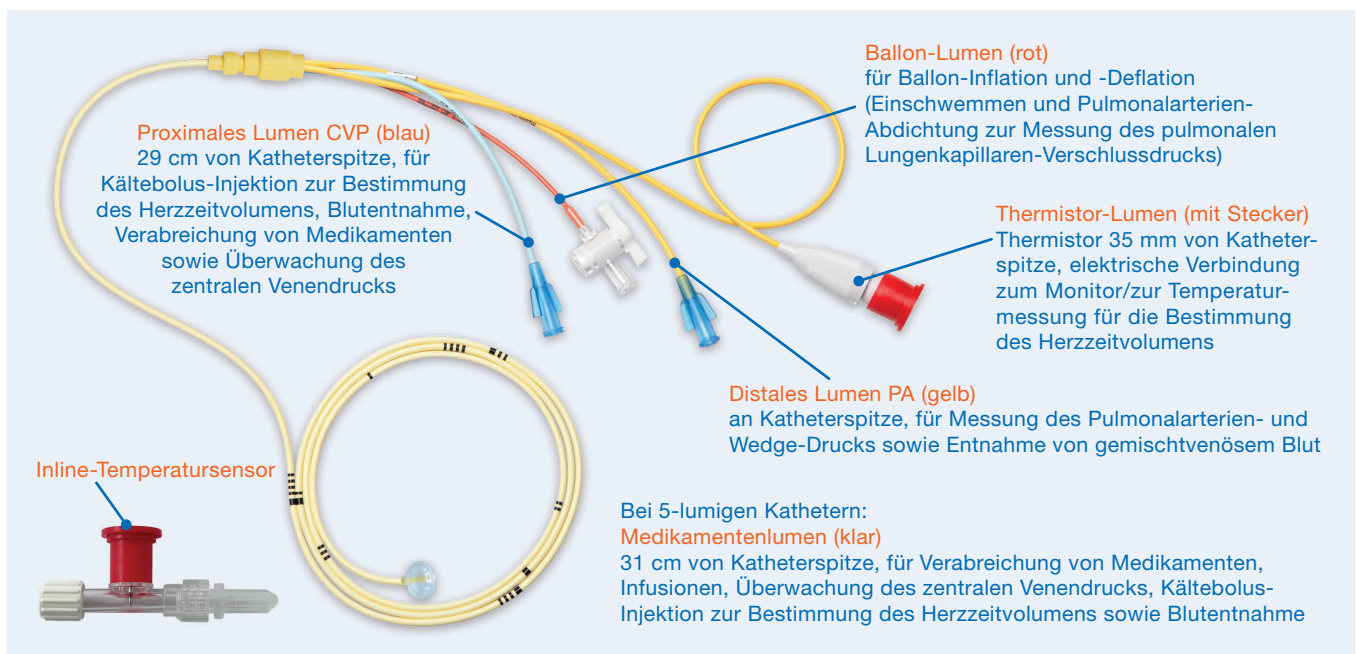 Ballon-Lumen (rot)
für Ballon-Inflation und -Deflation
(Einschwemmen und Pulmonalarterien-
Abdichtung zur Messung des pulmonalen
Lungenkapillaren-Verschlussdrucks)
Proximales Lumen CVP (blau)
29 cm von Katheterspitze, für
Kältebolus-Injektion zur Bestimmung
des Herzzeitvolumens, Blutentnahme,
Verabreichung von Medikamenten
sowie Überwachung des
zentralen Venendrucks
Thermistor-Lumen (mit Stecker)
Thermistor 35 mm von Katheter-
spitze, elektrische Verbindung
zum Monitor/zur Temperatur-
messung für die Bestimmung
des Herzzeitvolumens
Distales Lumen PA (gelb)
an Katheterspitze, für Messung des Pulmonalarterien- und
Wedge-Drucks sowie Entnahme von gemischtvenösem Blut
Inline-Temperatursensor
Bei 5-lumigen Kathetern:
Medikamentenlumen (klar)
31 cm von Katheterspitze, für Verabreichung von Medikamenten,
Infusionen, Überwachung des zentralen Venendrucks, Kältebolus-
Injektion zur Bestimmung des Herzzeitvolumens sowie Blutentnahme